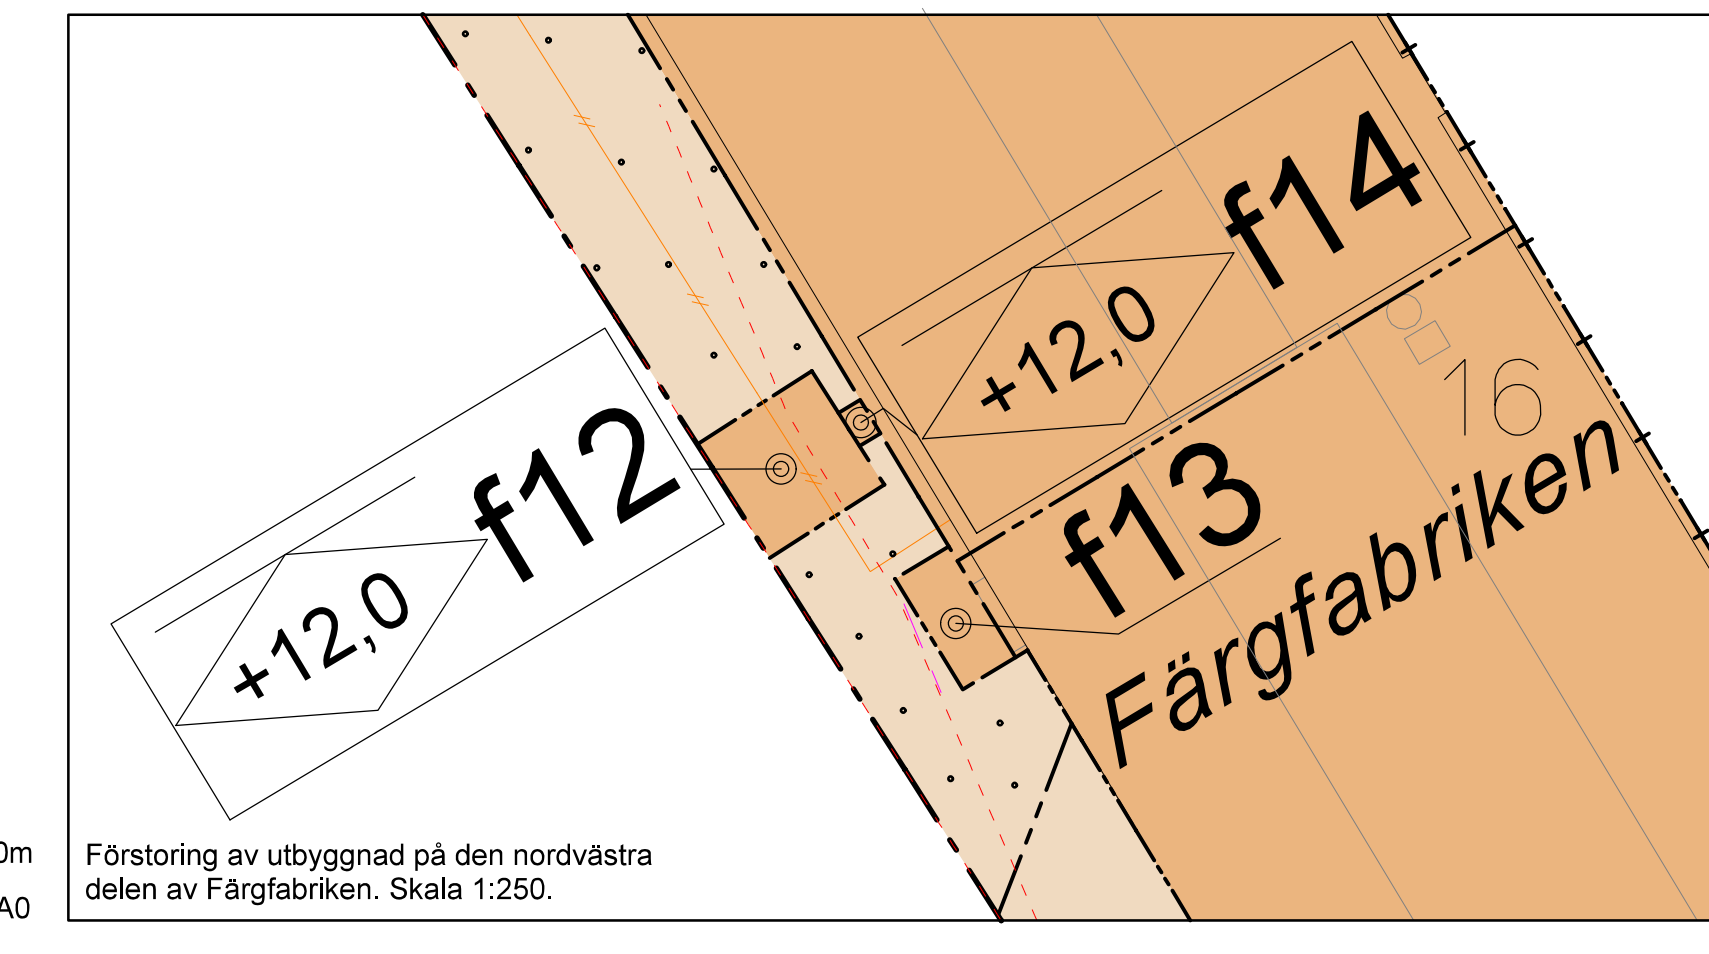 f14
+12,0
f12
+12,0
f13
16
Färgfabriken
0m
A0
Förstoring av utbyggnad på den nordvästra
delen av Färgfabriken. Skala 1:250.